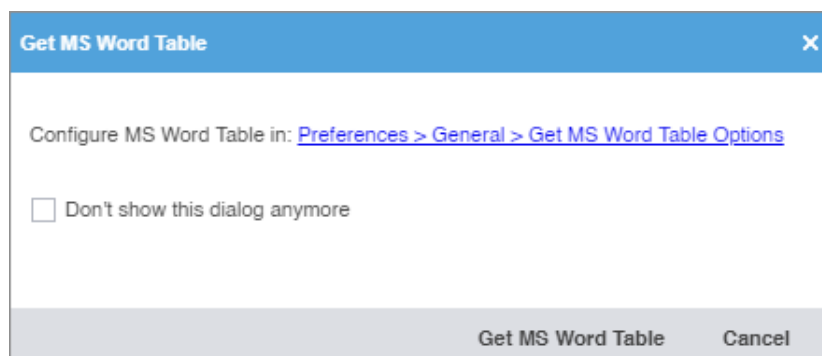 Get MS Word Table
Configure MS Word Table in: Preferences > General > Get MS Word Table Options
Don't show this dialog anymore
Get MS Word Table Cancel